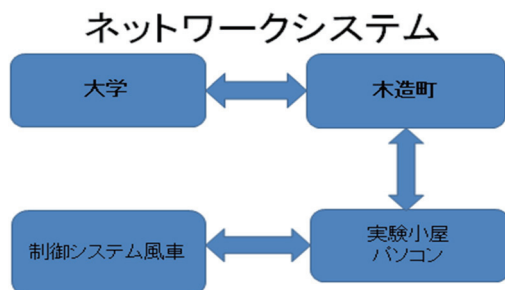 ネットワークシステム
大学
木造町
制御システム風車
実験小屋
パソコン